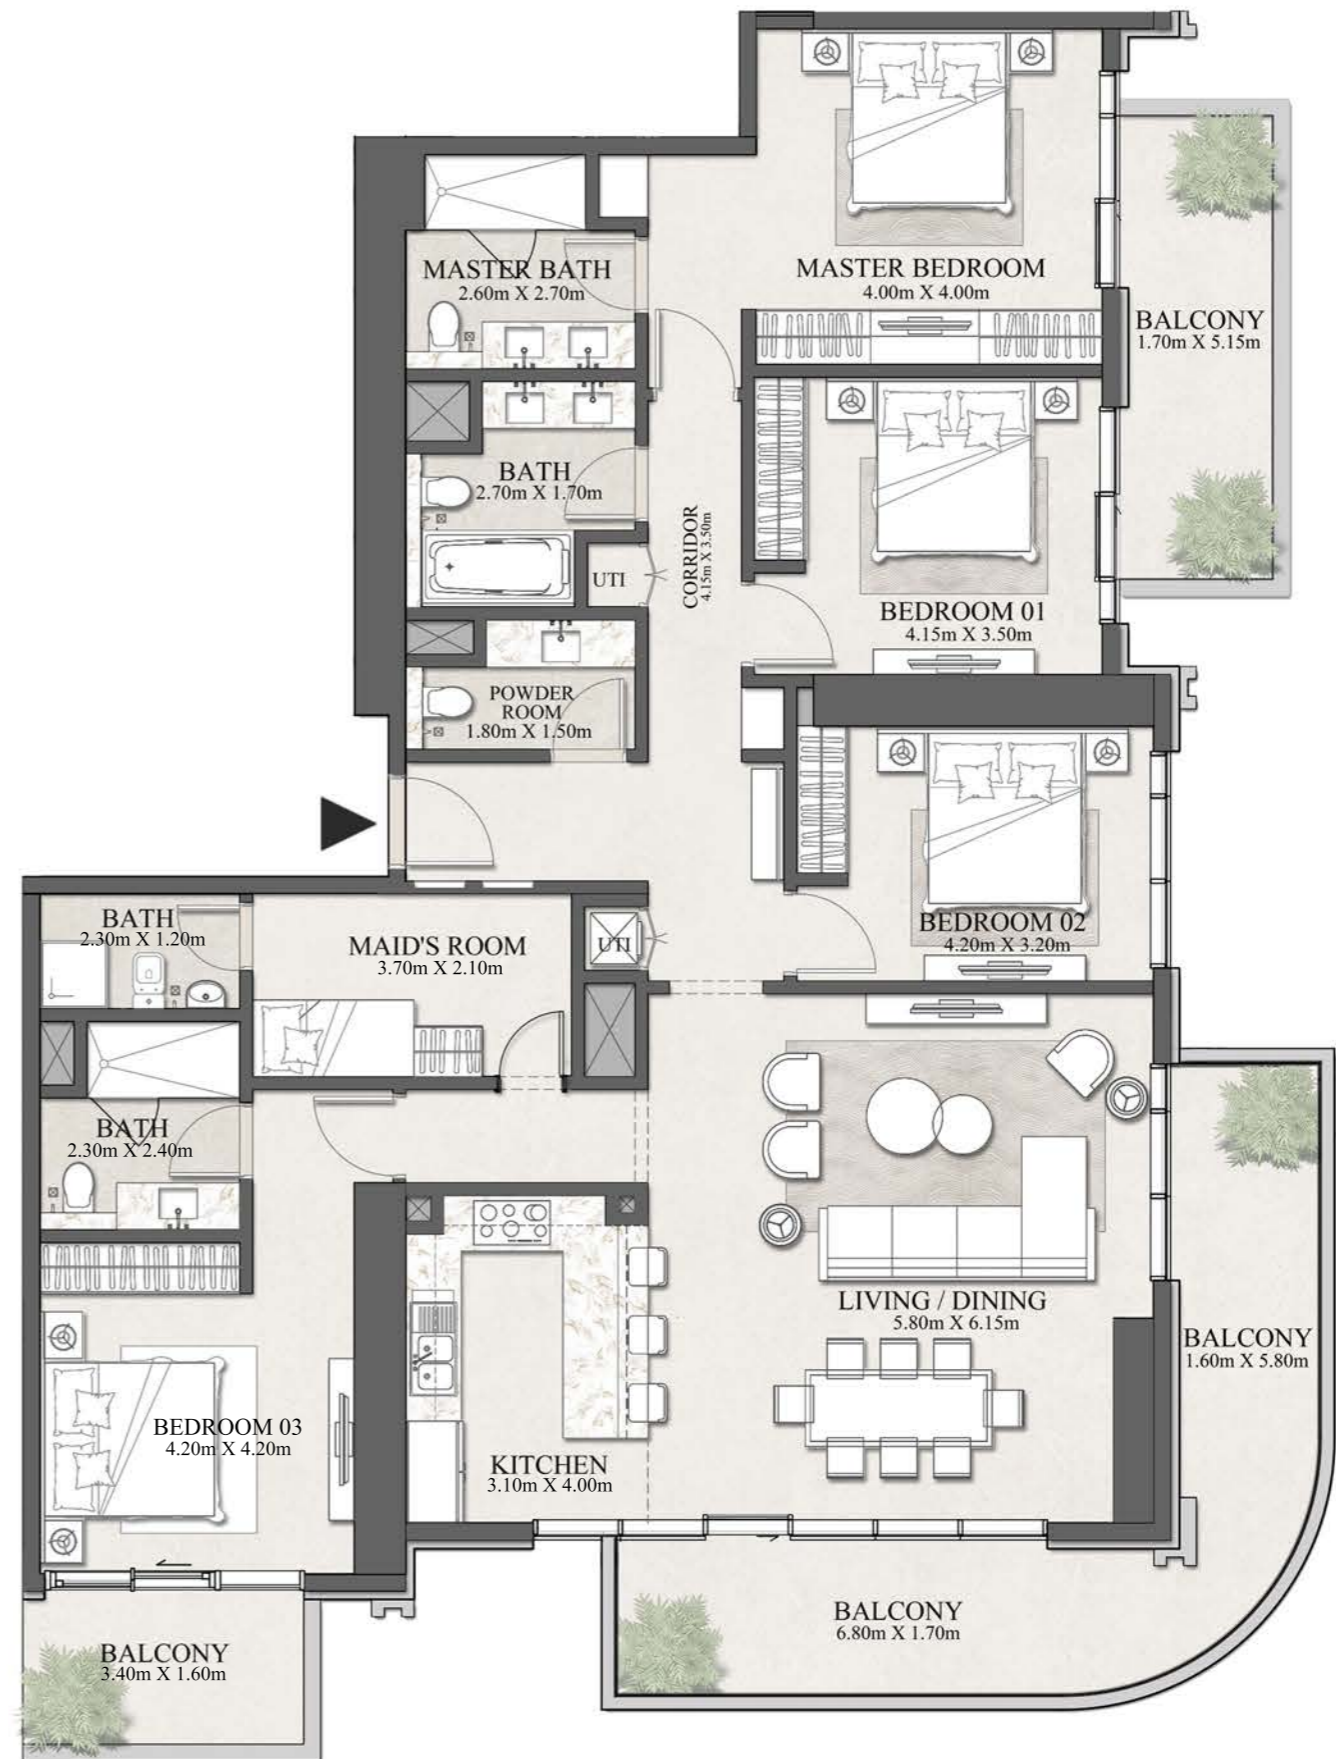 MASTER BATH
2.60m X 2.70m
MASTER BEDROOM
4.00m X 4.00m
BALCONY
1.70m X 5.15m
BATH
2.70m X 1.70m
UTI
CORRIDOR
4.15m X 3.50m
BEDROOM 01
4.15m X 3.50m
POWDER
ROOM
1.80m X 1.50m
BEDROOM 02
4.20m X 3.20m
BATH
2.30m X 1.20m
MAID'S ROOM
3.70m X 2.10m
UTI
BATH
2.30m X 2.40m
LIVING / DINING
5.80m X 6.15m
BALCONY
1.60m X 5.80m
BEDROOM 03
4.20m X 4.20m
KITCHEN
3.10m X 4.00m
BALCONY
6.80m X 1.70m
BALCONY
3.40m X 1.60m